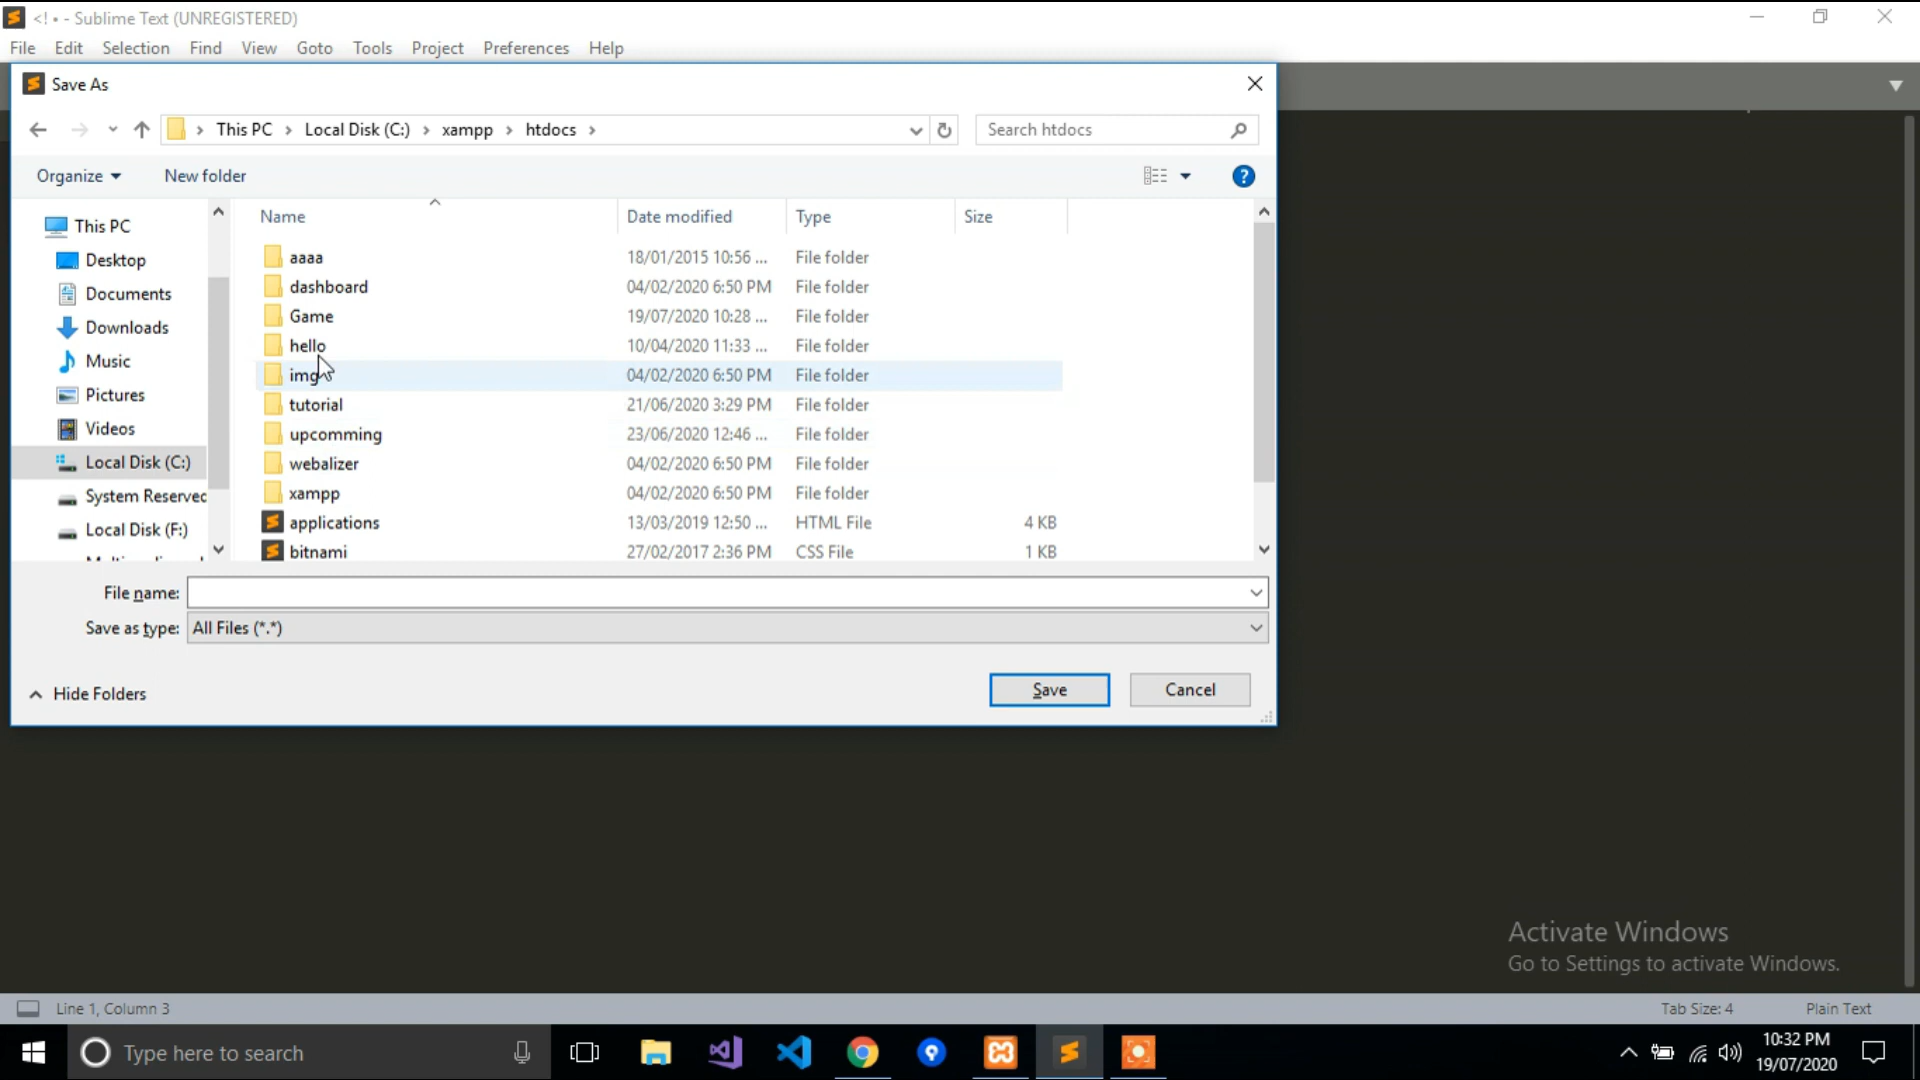 <! • - Sublime Text (UNREGISTERED)
File Edit Selection Find View Goto Tools Project Preferences Help
Save As
This PC › Local Disk (C:) › xampp › htdocs ›
Search htdocs
Organize
New folder
This PC
Desktop
Documents
Downloads
Music
Pictures
Videos
Local Disk (C:)
System Reserved
Local Disk (F:)
Name Date modified Type Size
aaaa 18/01/2015 10:56 ... File folder
dashboard 04/02/2020 6:50 PM File folder
Game 19/07/2020 10:28 ... File folder
hello 10/04/2020 11:33 ... File folder
img 04/02/2020 6:50 PM File folder
tutorial 21/06/2020 3:29 PM File folder
upcomming 23/06/2020 12:46 ... File folder
webalizer 04/02/2020 6:50 PM File folder
xampp 04/02/2020 6:50 PM File folder
applications 13/03/2019 12:50 ... HTML File 4 KB
bitnami 27/02/2017 2:36 PM CSS File 1 KB
File name:
Save as type: All Files (*.*)
Hide Folders
Save
Cancel
Activate Windows
Go to Settings to activate Windows.
Line 1, Column 3
Tab Size: 4
Plain Text
Type here to search
10:32 PM
19/07/2020